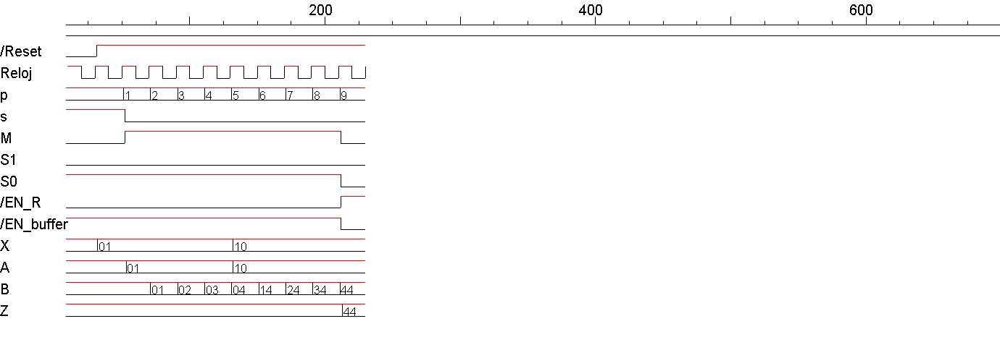 200 400 600
/Reset
Reloj
p 1 2 3 4 5 6 7 8 9
s
M
S1
S0
/EN_R
/EN_buffer
X 01 10
A 01 10
B 01 02 03 04 14 24 34 44
Z 44